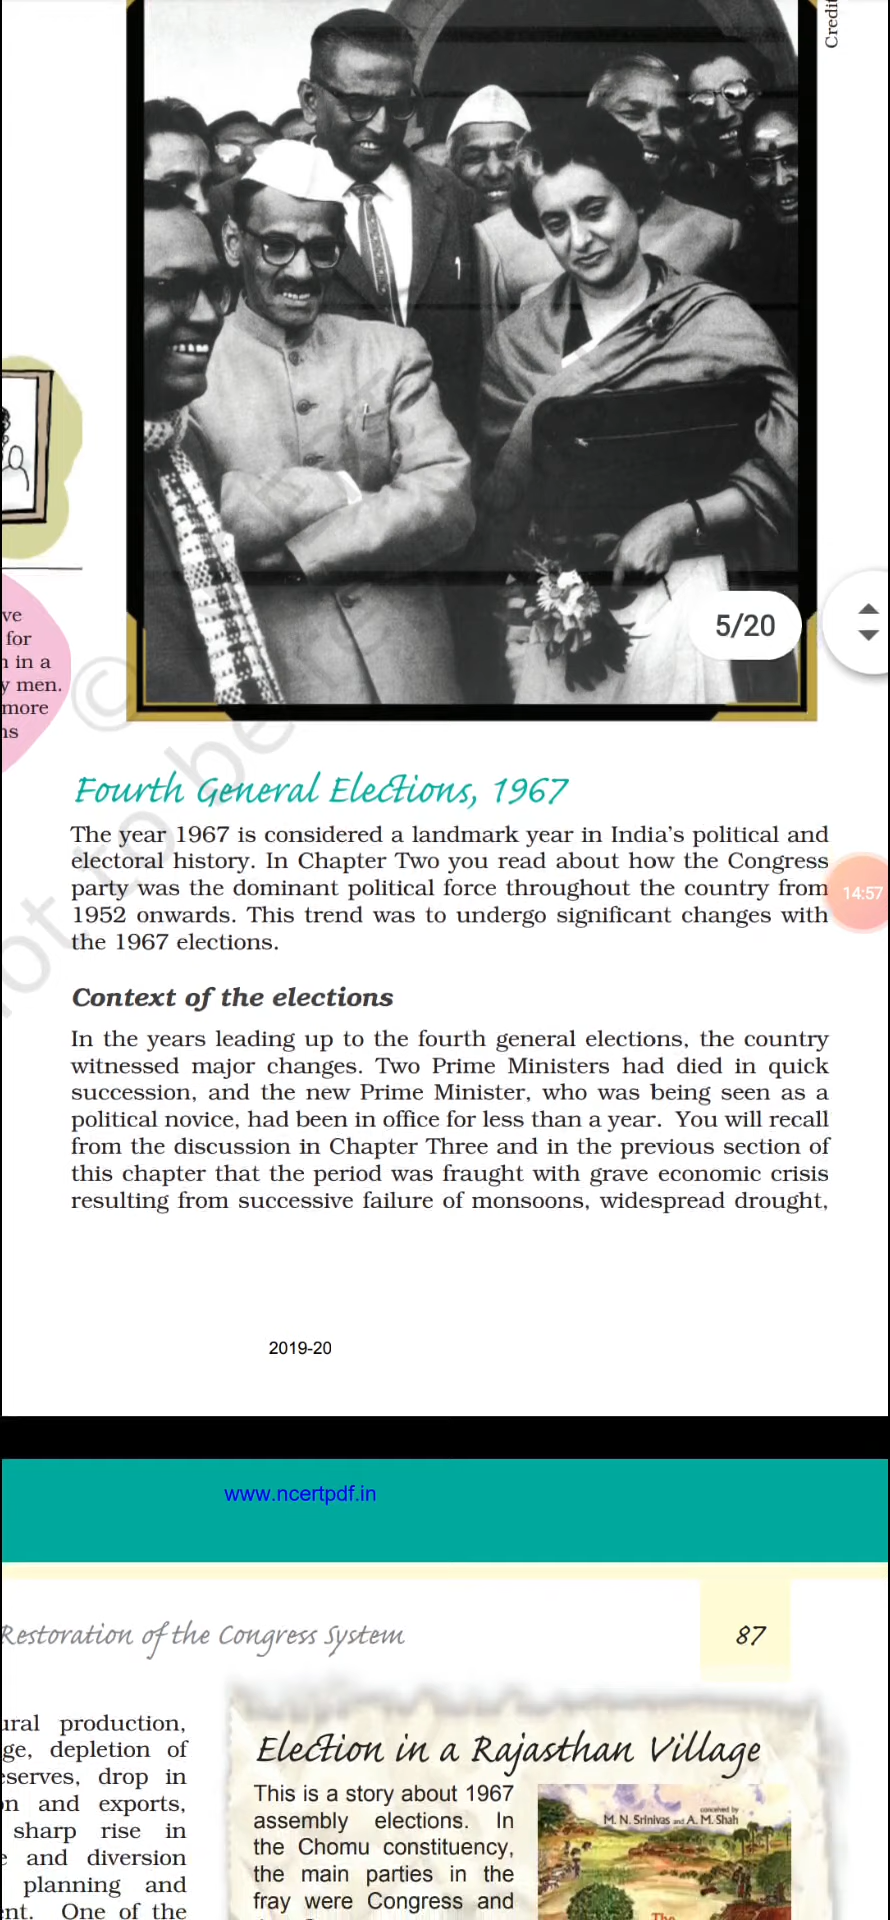 Credit
5/20
ve
for
in a
y men.
more
ns
Fourth General Elections, 1967
The year 1967 is considered a landmark year in India's political and
electoral history. In Chapter Two you read about how the Congress
party was the dominant political force throughout the country from
1952 onwards. This trend was to undergo significant changes with
the 1967 elections.
14:57
Context of the elections
In the years leading up to the fourth general elections, the country
witnessed major changes. Two Prime Ministers had died in quick
succession, and the new Prime Minister, who was being seen as a
political novice, had been in office for less than a year. You will recall
from the discussion in Chapter Three and in the previous section of
this chapter that the period was fraught with grave economic crisis
resulting from successive failure of monsoons, widespread drought,
2019-20
www.ncertpdf.in
Restoration of the Congress System
87
ural production,
ge, depletion of
eserves, drop in
on and exports,
sharp rise in
e and diversion
planning and
ent. One of the
Election in a Rajasthan Village
This is a story about 1967
assembly elections. In
the Chomu constituency,
the main parties in the
fray were Congress and
conceived by
M. N. Srinivas and A. M. Shah
The
© not to be